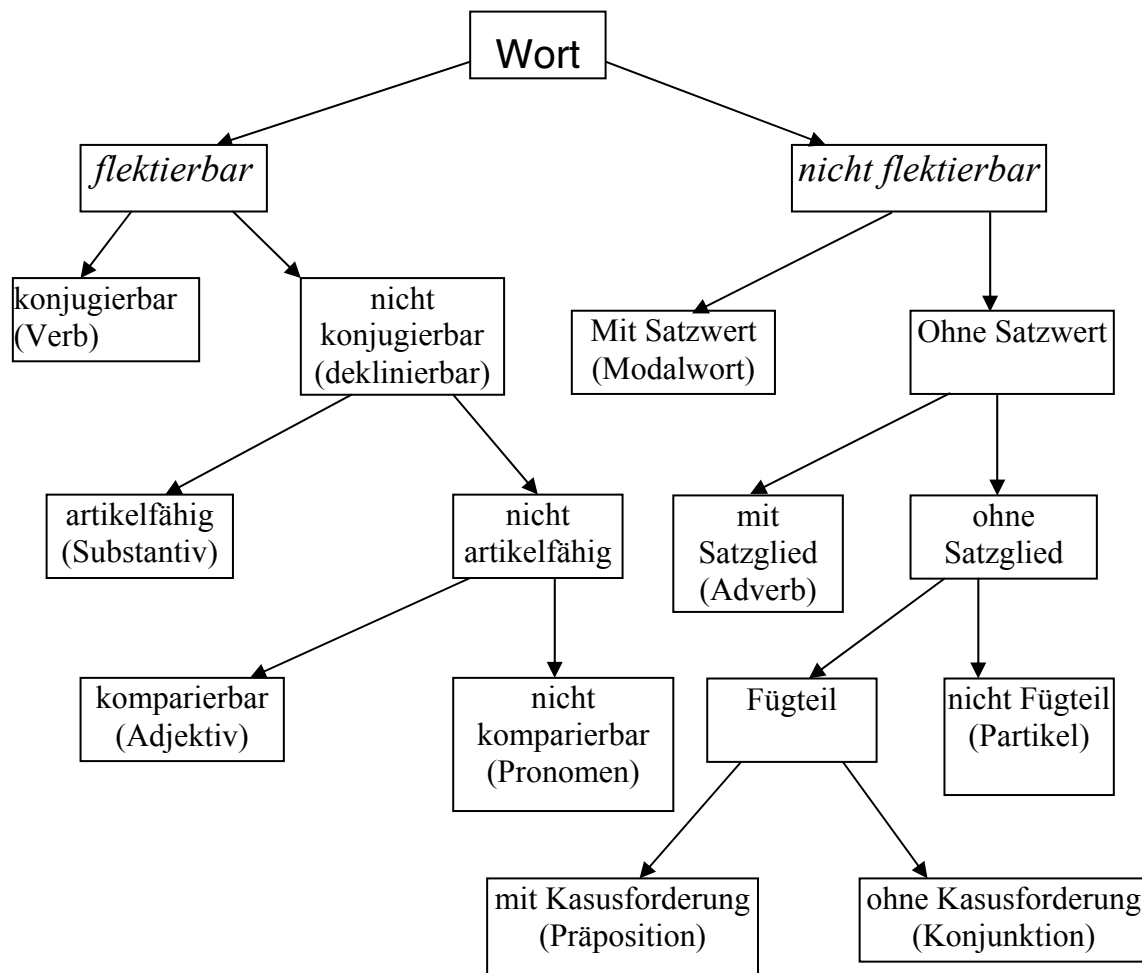 Wort
flektierbar
nicht flektierbar
konjugierbar
(Verb)
nicht
konjugierbar
(deklinierbar)
Mit Satzwert
(Modalwort)
Ohne Satzwert
artikelfähig
(Substantiv)
nicht
artikelfähig
mit
Satzglied
(Adverb)
ohne
Satzglied
komparierbar
(Adjektiv)
nicht
komparierbar
(Pronomen)
Fügteil
nicht Fügteil
(Partikel)
mit Kasusforderung
(Präposition)
ohne Kasusforderung
(Konjunktion)